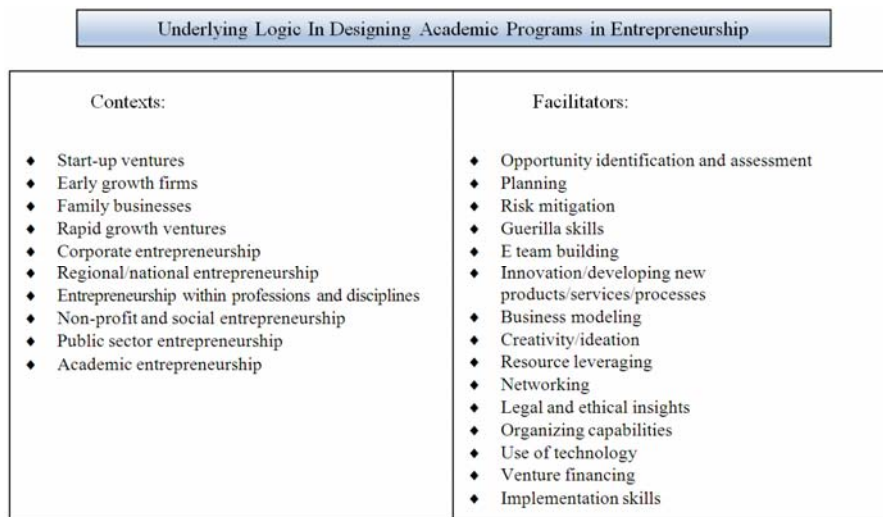 Underlying Logic In Designing Academic Programs in Entrepreneurship
Contexts:
♦ Start-up ventures
♦ Early growth firms
♦ Family businesses
♦ Rapid growth ventures
♦ Corporate entrepreneurship
♦ Regional/national entrepreneurship
♦ Entrepreneurship within professions and disciplines
♦ Non-profit and social entrepreneurship
♦ Public sector entrepreneurship
♦ Academic entrepreneurship
Facilitators:
♦ Opportunity identification and assessment
♦ Planning
♦ Risk mitigation
♦ Guerilla skills
♦ E team building
♦ Innovation/developing new
products/services/processes
♦ Business modeling
♦ Creativity/ideation
♦ Resource leveraging
♦ Networking
♦ Legal and ethical insights
♦ Organizing capabilities
♦ Use of technology
♦ Venture financing
♦ Implementation skills